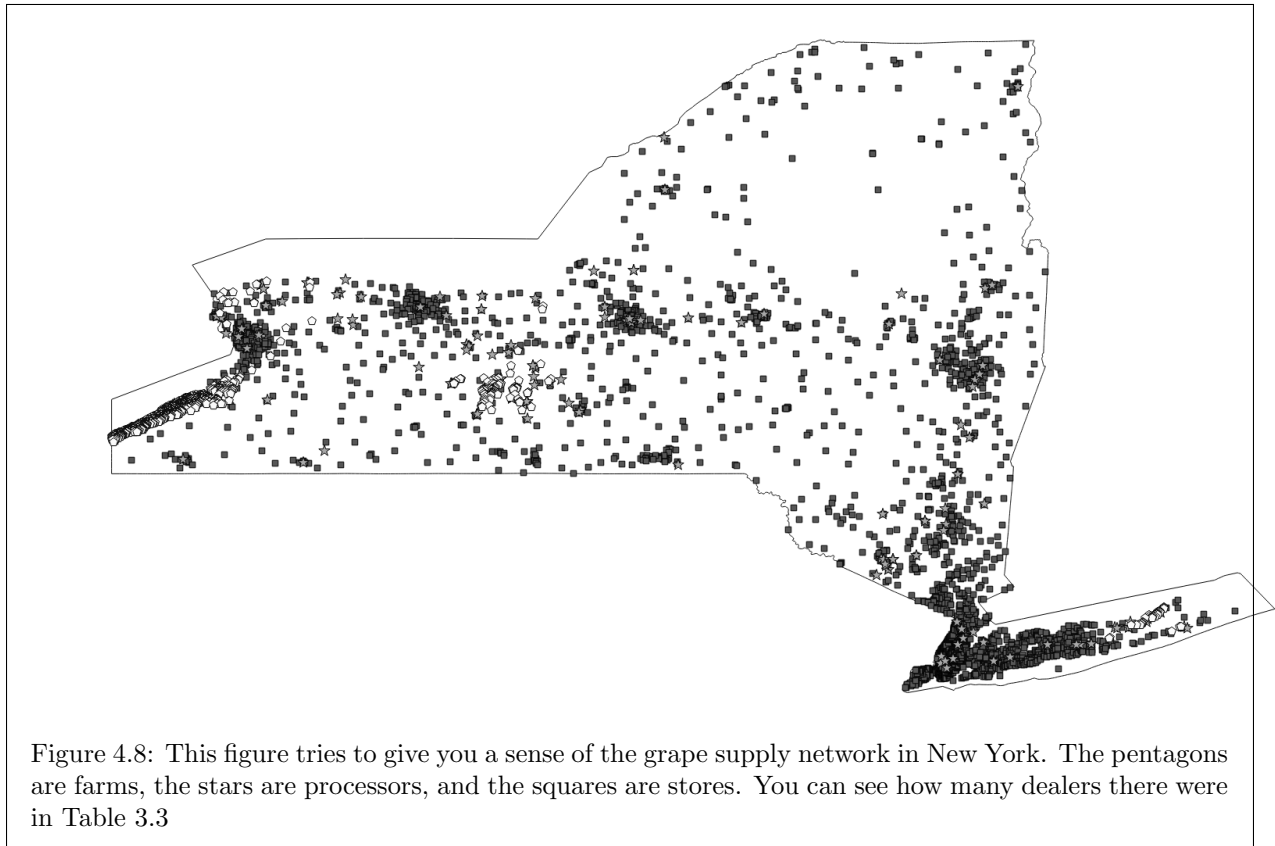 Figure 4.8: This figure tries to give you a sense of the grape supply network in New York. The pentagons
are farms, the stars are processors, and the squares are stores. You can see how many dealers there were
in Table 3.3